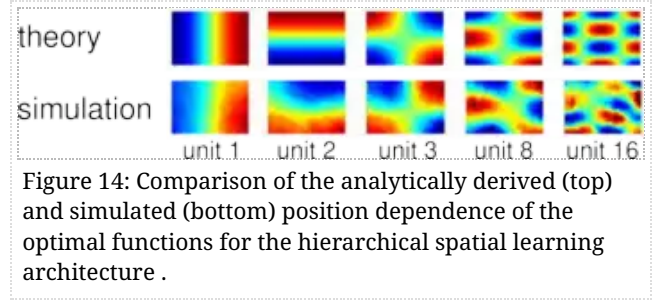 theory
simulation
unit 1 unit 2 unit 3 unit 8 unit 16
Figure 14: Comparison of the analytically derived (top)
and simulated (bottom) position dependence of the
optimal functions for the hierarchical spatial learning
architecture .